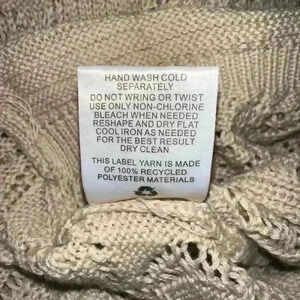 HAND WASH COLD
SEPARATELY
DO NOT WRING OR TWIST
USE ONLY NON-CHLORINE
BLEACH WHEN NEEDED
RESHAPE AND DRY FLAT
COOL IRON AS NEEDED
FOR THE BEST RESULT
DRY CLEAN
THIS LABEL YARN IS MADE
OF 100% RECYCLED
POLYESTER MATERIALS